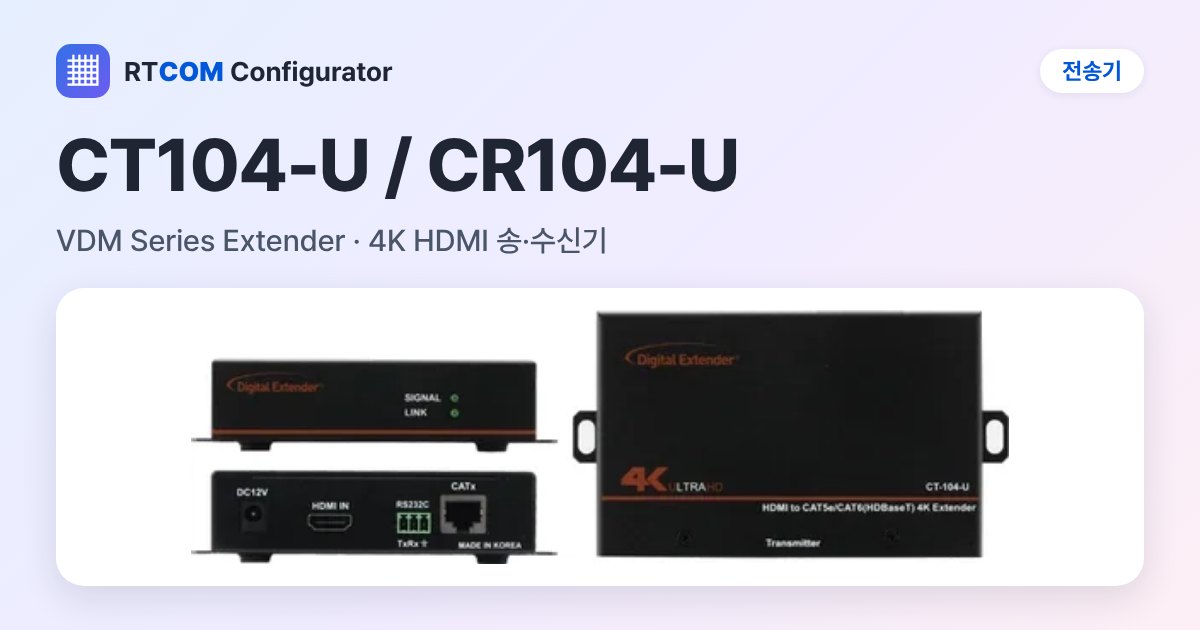 RTCOM Configurator
전송기
CT104-U / CR104-U
VDM Series Extender · 4K HDMI 송·수신기
Digital Extender
SIGNAL
LINK
DC12V
HDMI IN
RS232C
CATx
TxRx
MADE IN KOREA
Digital Extender
4K ULTRAHD
CT-104-U
HDMI to CAT5e/CAT6(HDBaseT) 4K Extender
Transmitter